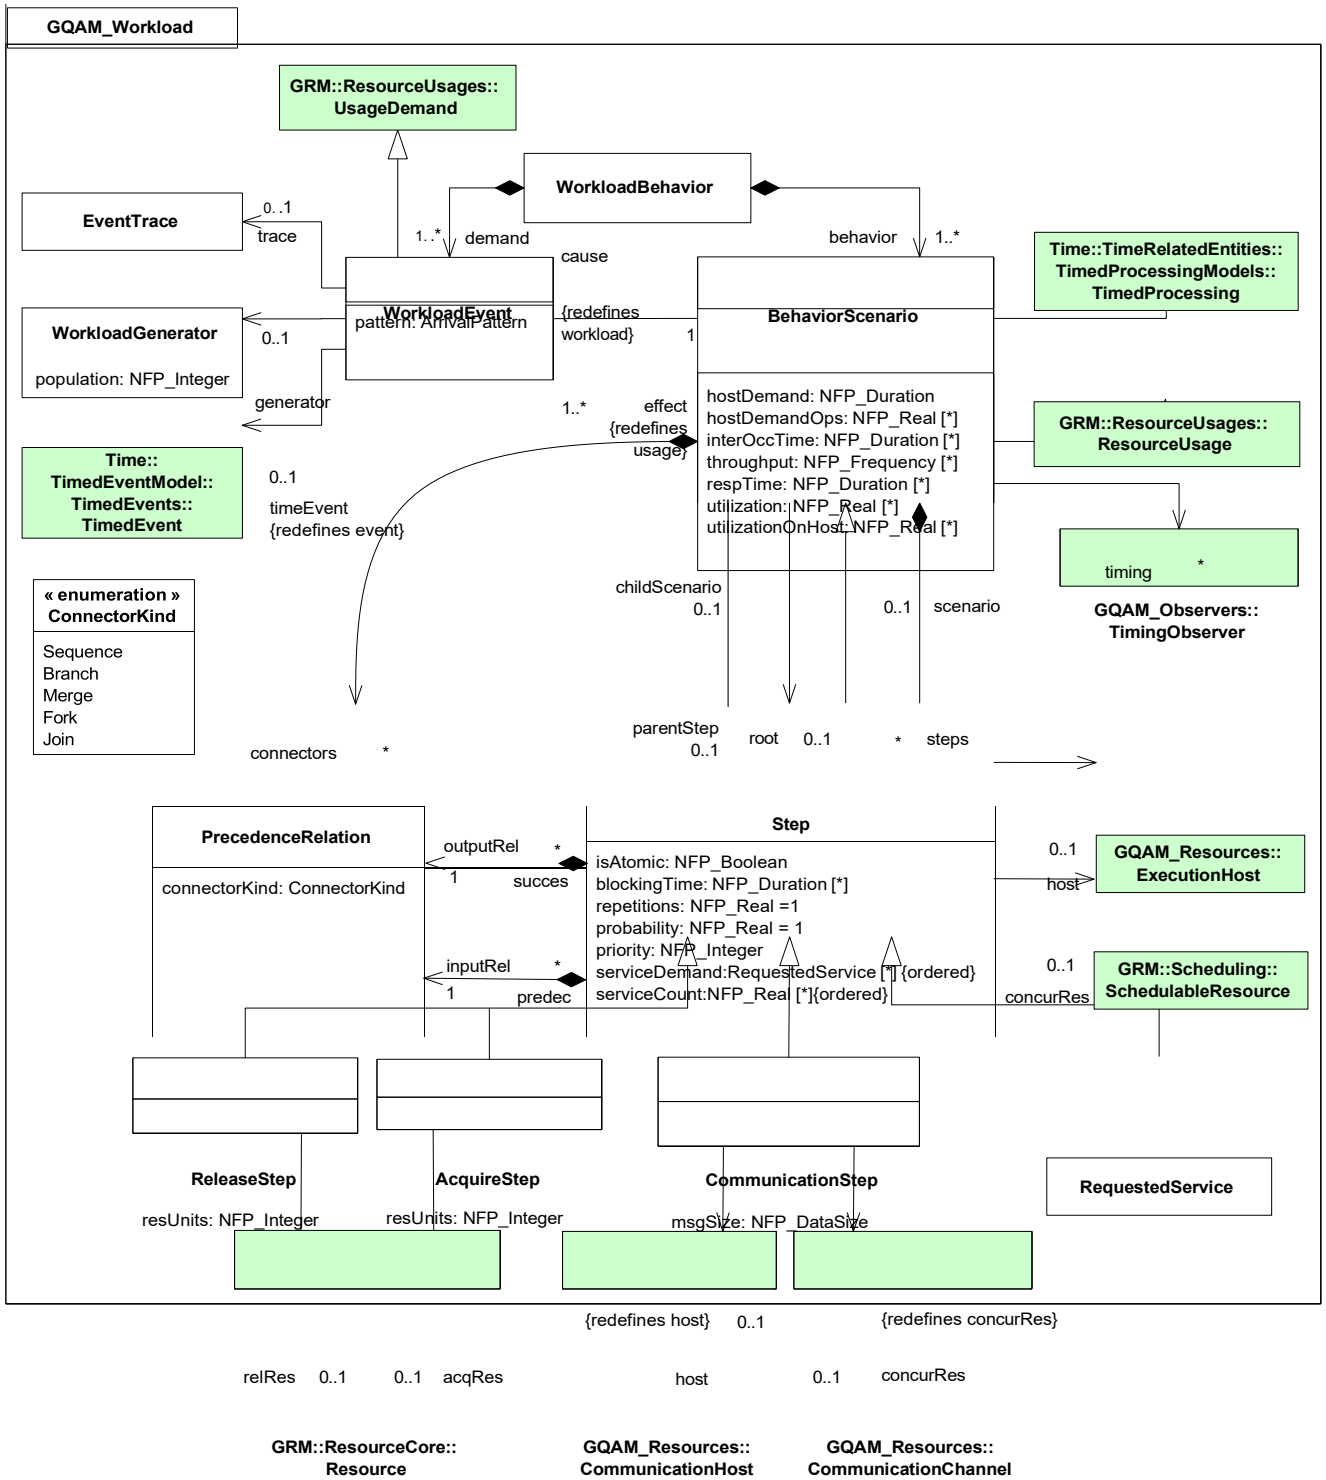 GQAM_Workload
GRM::ResourceUsages::
UsageDemand
WorkloadBehavior
EventTrace
0..1
trace
1..*
demand
cause
behavior
1..*
Time::TimeRelatedEntities::
TimedProcessingModels::
TimedProcessing
WorkloadGenerator
population: NFP_Integer
0..1
generator
WorkloadEvent
pattern: ArrivalPattern
{redefines
workload}
1
BehaviorScenario
hostDemand: NFP_Duration
hostDemandOps: NFP_Real [*]
interOccTime: NFP_Duration [*]
throughput: NFP_Frequency [*]
respTime: NFP_Duration [*]
utilization: NFP_Real [*]
utilizationOnHost: NFP_Real [*]
1..*
effect
{redefines
usage}
GRM::ResourceUsages::
ResourceUsage
Time::
TimedEventModel::
TimedEvents::
TimedEvent
0..1
timeEvent
{redefines event}
timing
*
GQAM_Observers::
TimingObserver
« enumeration »
ConnectorKind
Sequence
Branch
Merge
Fork
Join
childScenario
0..1
0..1
scenario
connectors
*
parentStep
0..1
root
0..1
*
steps
PrecedenceRelation
connectorKind: ConnectorKind
outputRel
*
1
succes
inputRel
*
1
predec
Step
isAtomic: NFP_Boolean
blockingTime: NFP_Duration [*]
repetitions: NFP_Real =1
probability: NFP_Real = 1
priority: NFP_Integer
serviceDemand:RequestedService [*] {ordered}
serviceCount:NFP_Real [*]{ordered}
0..1
host
GQAM_Resources::
ExecutionHost
0..1
concurRes
GRM::Scheduling::
SchedulableResource
ReleaseStep
resUnits: NFP_Integer
AcquireStep
resUnits: NFP_Integer
CommunicationStep
msgSize: NFP_DataSize
RequestedService
{redefines host}
0..1
{redefines concurRes}
relRes
0..1
0..1
acqRes
host
0..1
concurRes
GRM::ResourceCore::
Resource
GQAM_Resources::
CommunicationHost
GQAM_Resources::
CommunicationChannel